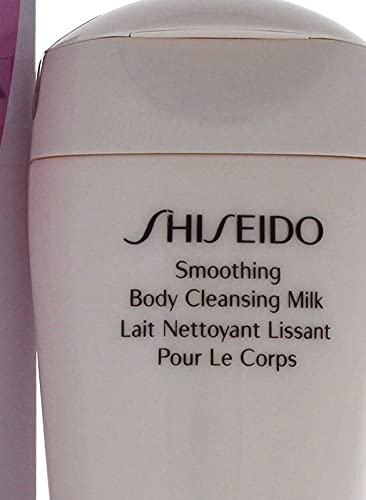 SHISEIDO
Smoothing
Body Cleansing Milk
Lait Nettoyant Lissant
Pour Le Corps